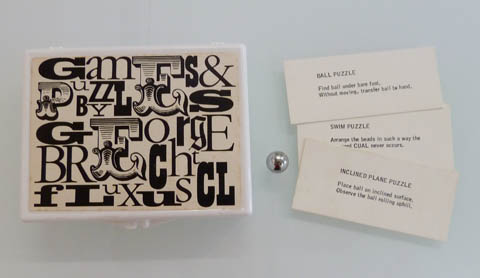 GamES&
PUZZLES
BY
GEOrgE
BRECht
fLuxusCL
BALL PUZZLE
Find ball under bare foot.
Without moving, transfer ball to hand.
SWIM PUZZLE
Arrange the beads in such a way the
CUAL never occurs.
INCLINED PLANE PUZZLE
Place ball on inclined surface.
Observe the ball rolling uphill.